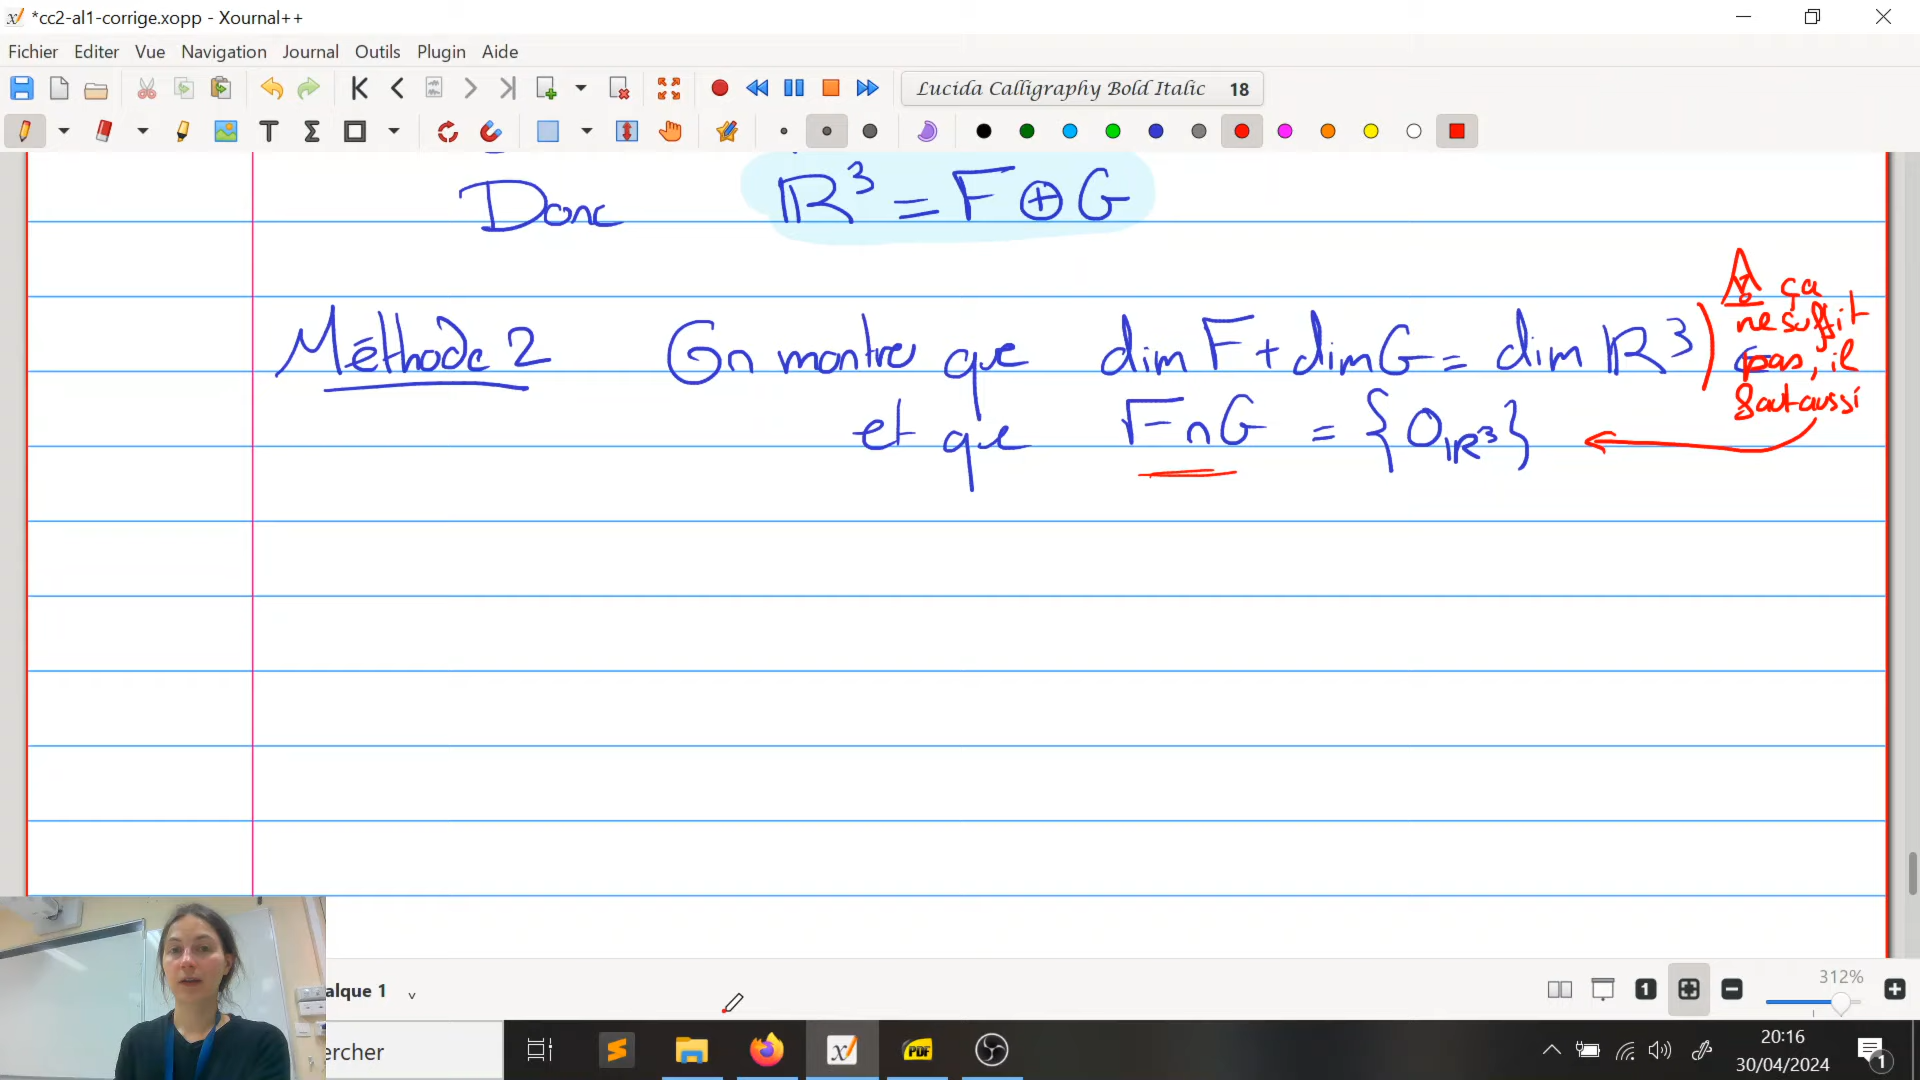 *cc2-al1-corrige.xopp - Xournal++
Fichier Editer Vue Navigation Journal Outils Plugin Aide
Lucida Calligraphy Bold Italic 18
Donc ℝ³ = F ⊕ G
Méthode 2 On montre que dim F + dim G = dim ℝ³)
et que F ∩ G = {0ℝ³}
⚠ ça
ne suffit
pas, il
faut aussi
alque 1
312%
ercher
20:16
30/04/2024
1